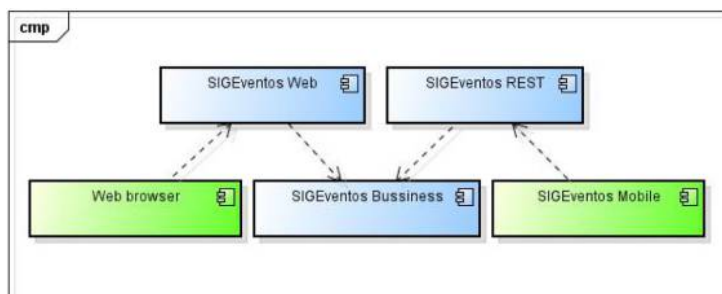 cmp
SIGEventos Web
SIGEventos REST
Web browser
SIGEventos Bussiness
SIGEventos Mobile